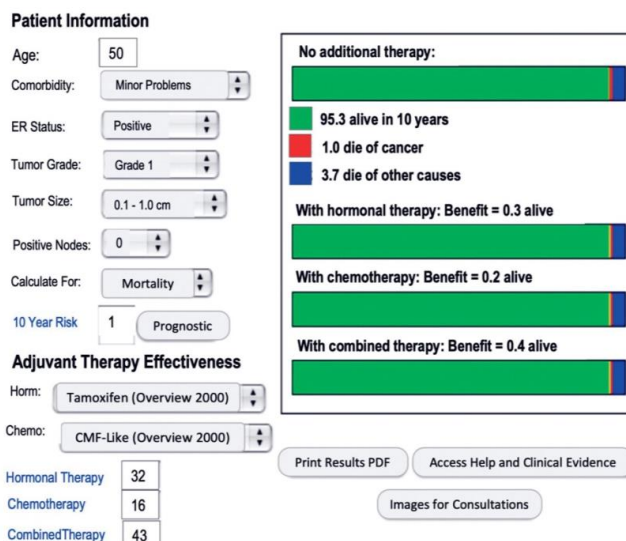 Patient Information
Age: 50
Comorbidity: Minor Problems
ER Status: Positive
Tumor Grade: Grade 1
Tumor Size: 0.1 - 1.0 cm
Positive Nodes: 0
Calculate For: Mortality
10 Year Risk 1 Prognostic
Adjuvant Therapy Effectiveness
Horm: Tamoxifen (Overview 2000)
Chemo: CMF-Like (Overview 2000)
Hormonal Therapy 32
Chemotherapy 16
CombinedTherapy 43
No additional therapy:
95.3 alive in 10 years
1.0 die of cancer
3.7 die of other causes
With hormonal therapy: Benefit = 0.3 alive
With chemotherapy: Benefit = 0.2 alive
With combined therapy: Benefit = 0.4 alive
Print Results PDF Access Help and Clinical Evidence
Images for Consultations